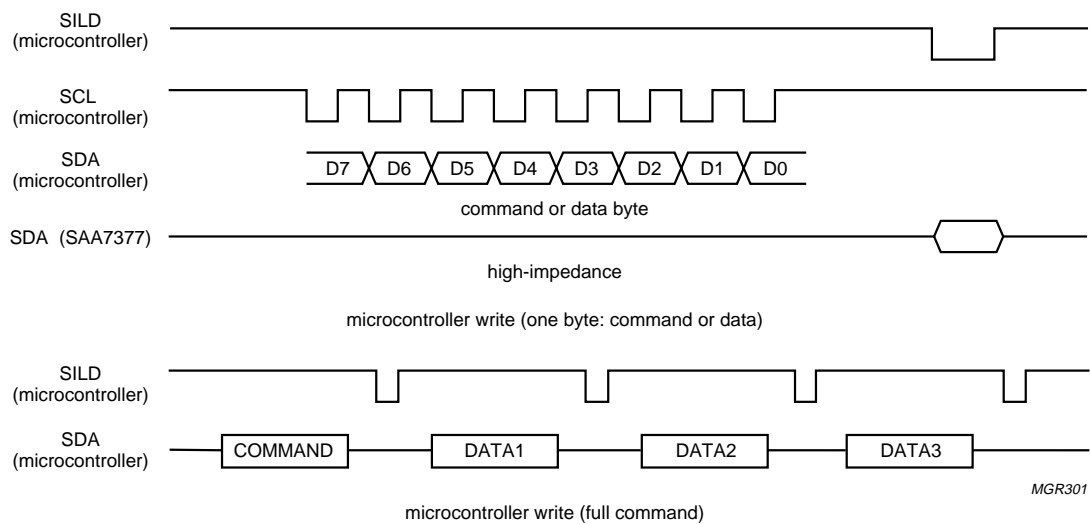 SILD
(microcontroller)
SCL
(microcontroller)
SDA
(microcontroller)
D7 D6 D5 D4 D3 D2 D1 D0
command or data byte
SDA (SAA7377)
high-impedance
microcontroller write (one byte: command or data)
SILD
(microcontroller)
SDA
(microcontroller)
COMMAND DATA1 DATA2 DATA3
MGR301
microcontroller write (full command)